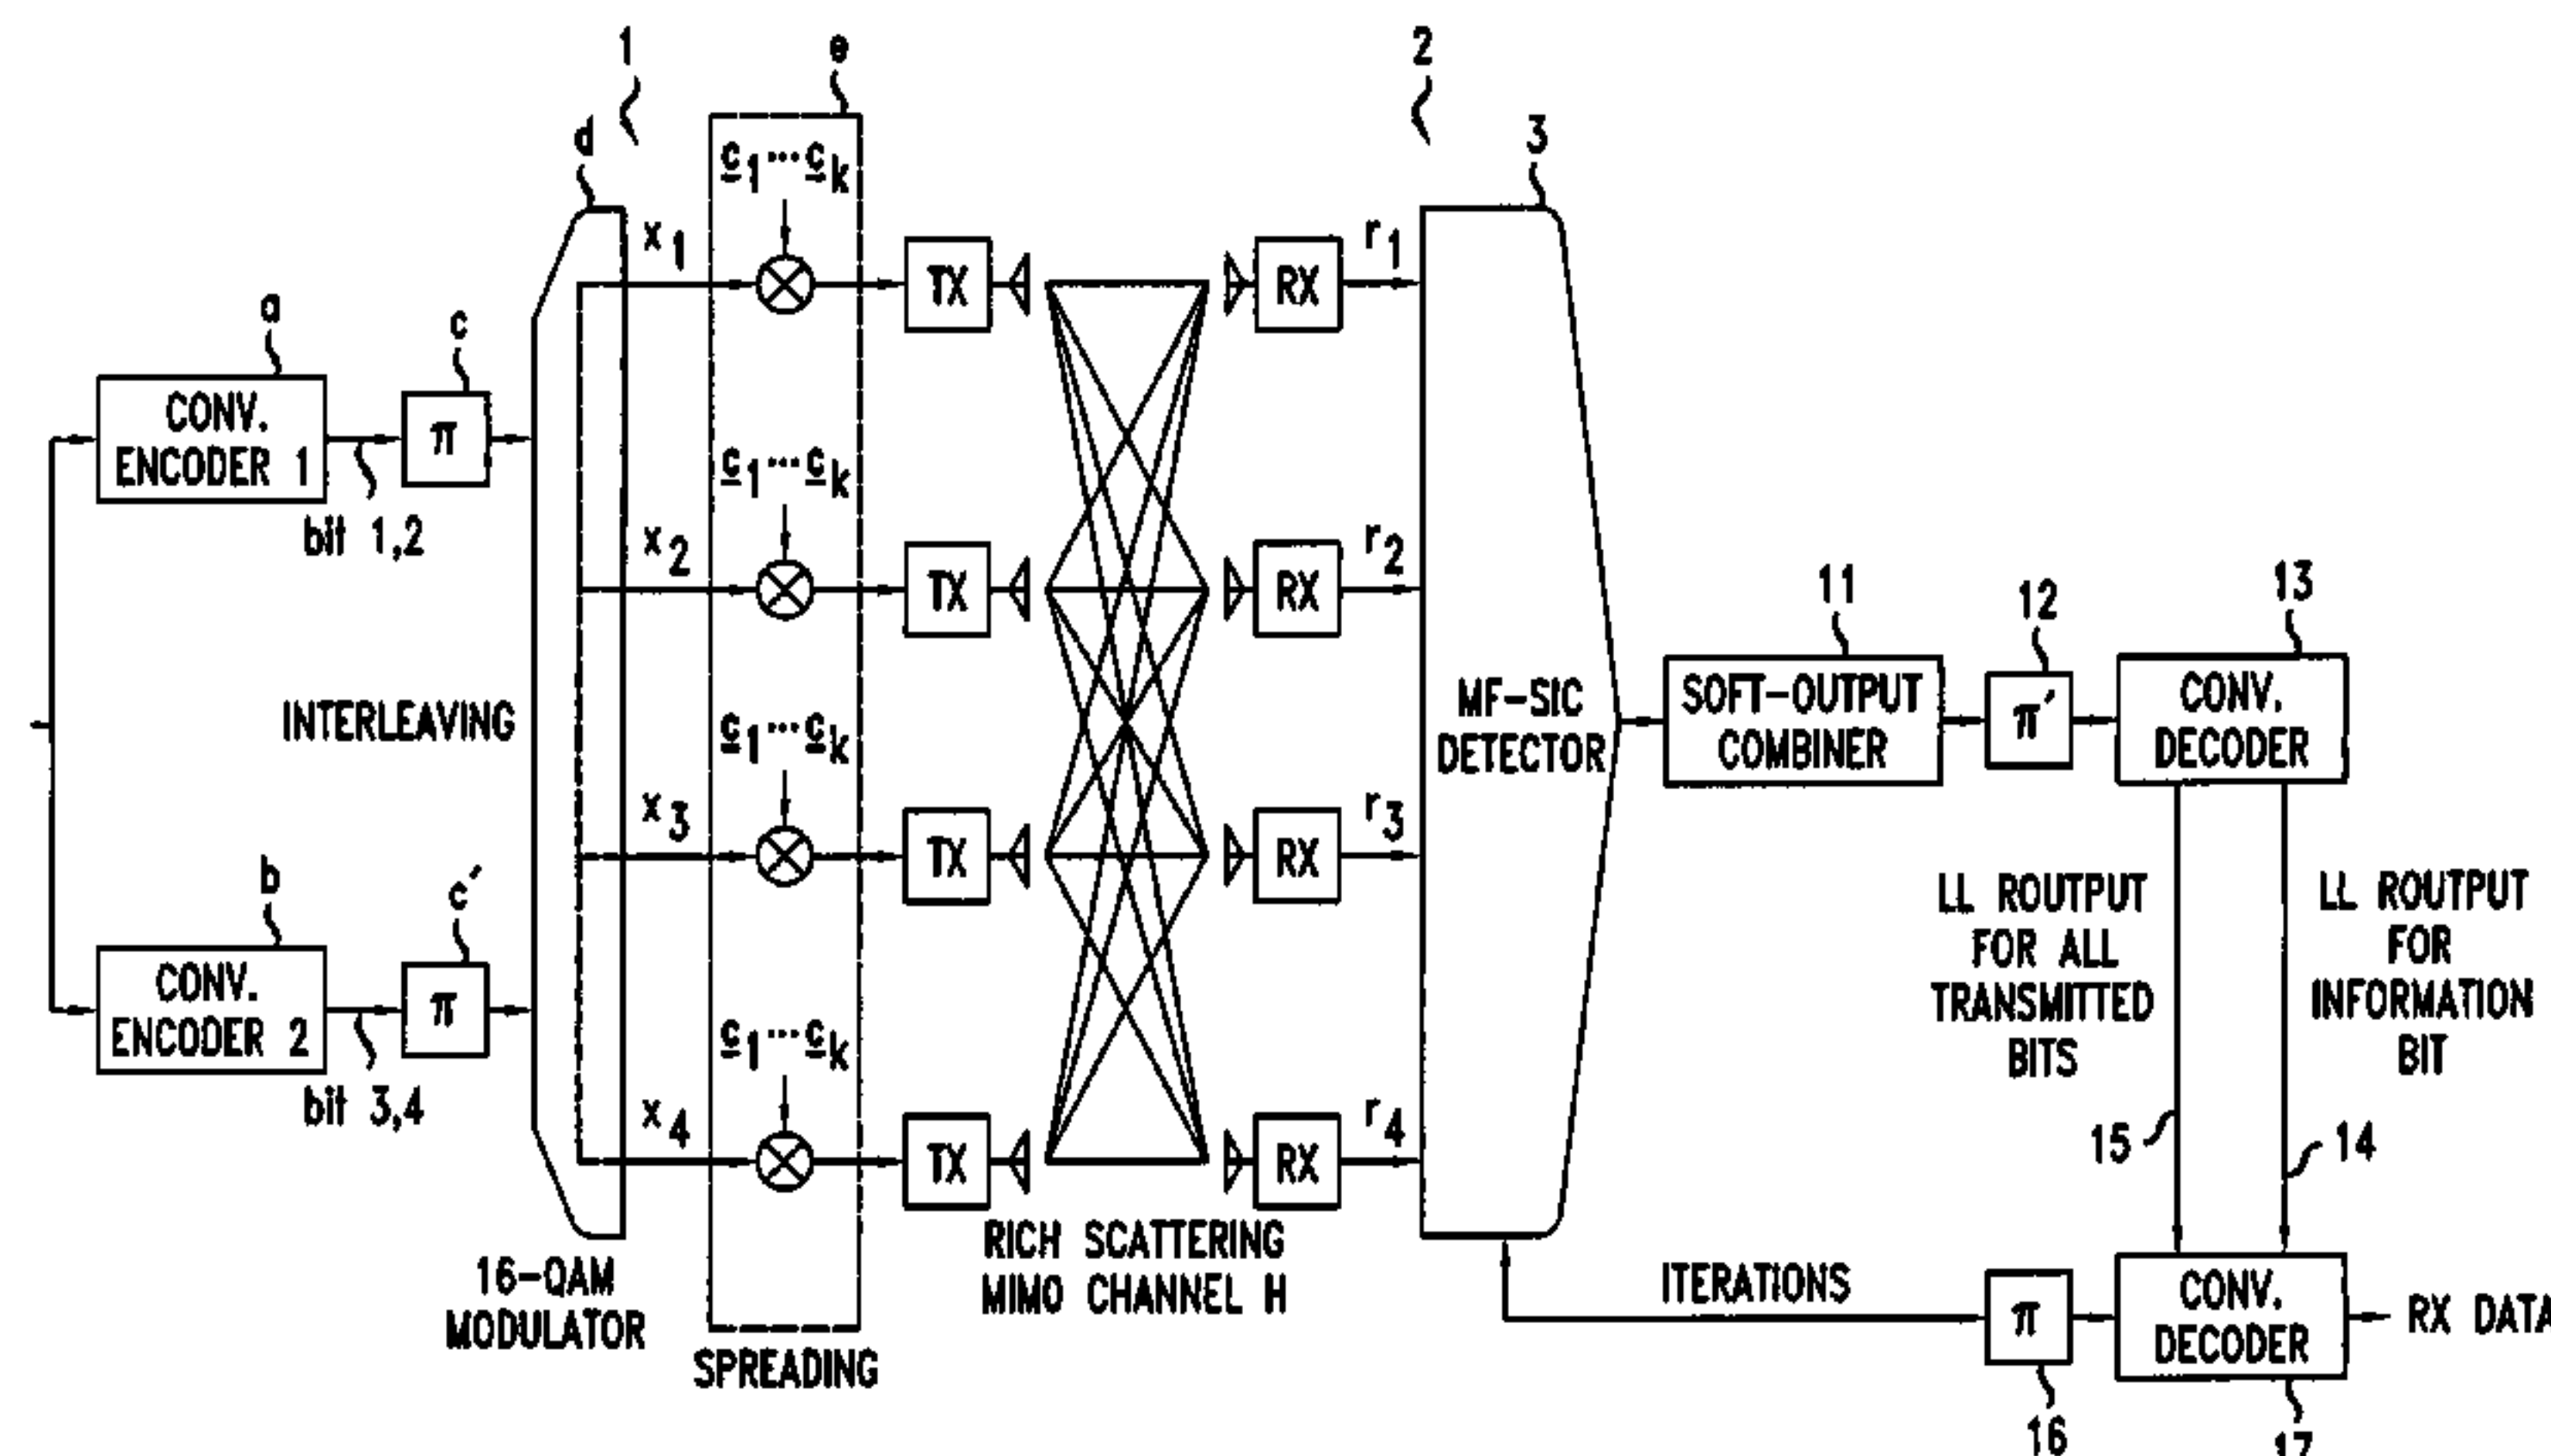 1
e
2
d
3
c1...ck
x1
TX
RX
r1
a
c
CONV.
ENCODER 1
π
bit 1,2
c1...ck
x2
TX
RX
r2
11
12
13
INTERLEAVING
MF-SIC
DETECTOR
SOFT-OUTPUT
COMBINER
π′
CONV.
DECODER
c1...ck
x3
TX
RX
r3
b
c′
LL ROUTPUT
FOR ALL
TRANSMITTED
BITS
LL ROUTPUT
FOR
INFORMATION
BIT
CONV.
ENCODER 2
π
bit 3,4
c1...ck
x4
TX
RX
r4
15
14
16-QAM
MODULATOR
SPREADING
RICH SCATTERING
MIMO CHANNEL H
ITERATIONS
π
CONV.
DECODER
RX DATA
16
17